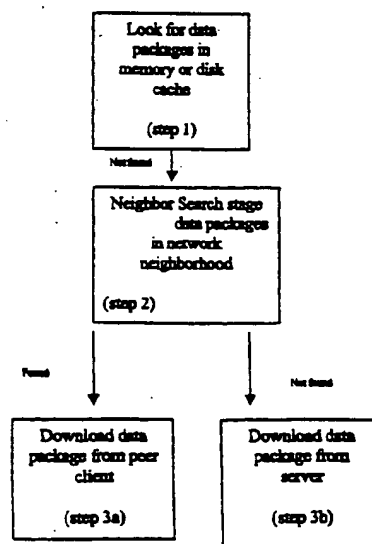 Look for data
packages in
memory or disk
cache
(step 1)
Not found
Neighbor Search stage
data packages
in network
neighborhood
(step 2)
Found
Not found
Download data
package from peer
client
(step 3a)
Download data
package from
server
(step 3b)